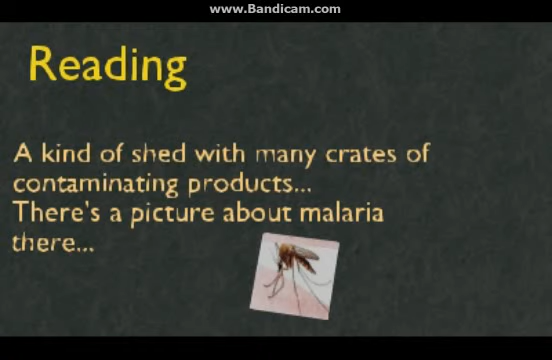 www.Bandicam.com
Reading
A kind of shed with many crates of
contaminating products...
There's a picture about malaria
there...